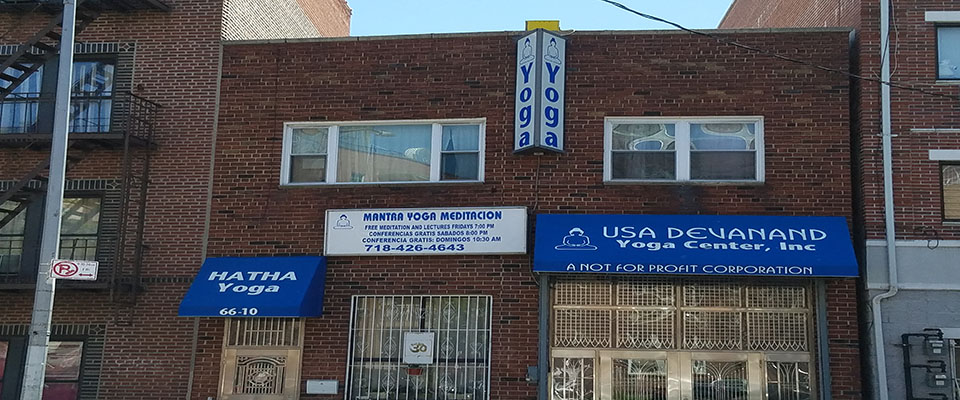 Yoga
Yoga
MANTRA YOGA MEDITACION
FREE MEDITATION AND LECTURES FRIDAYS 7:00 PM
CONFERENCIAS GRATIS SABADOS 8:00 PM
CONFERENCIA GRATIS: DOMINGOS 10:30 AM
718-426-4643
USA DEVANAND
Yoga Center, Inc
A NOT FOR PROFIT CORPORATION
HATHA
Yoga
66-10
ॐ